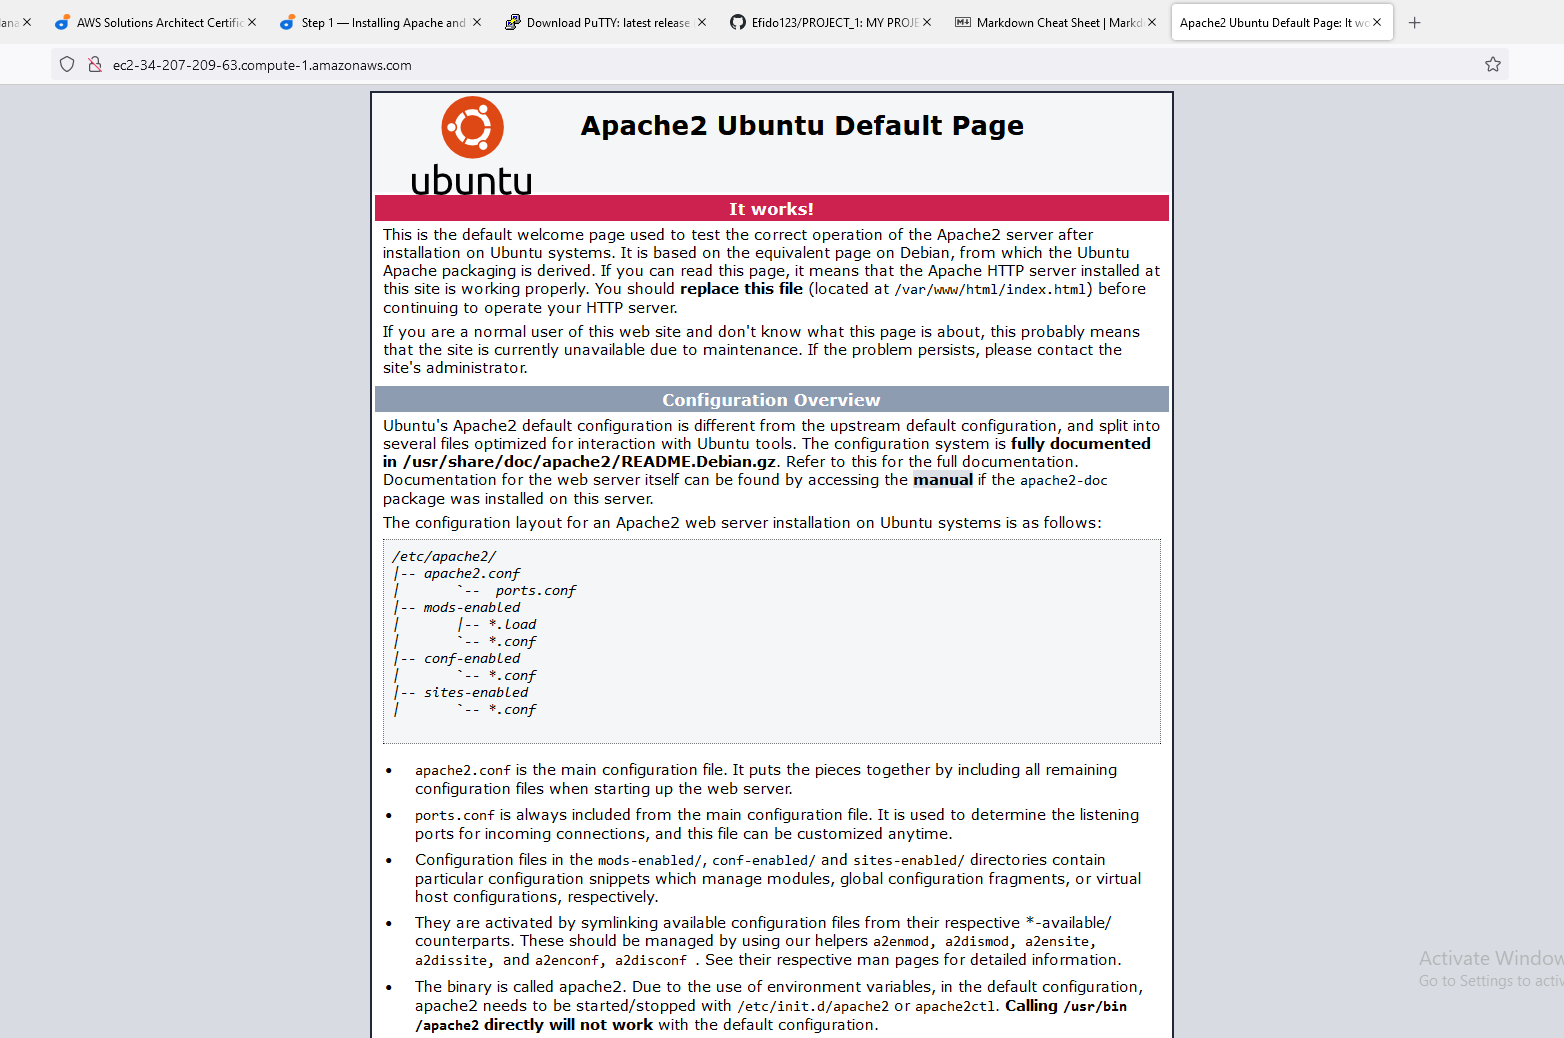 ana
AWS Solutions Architect Certific
Step 1 — Installing Apache and
Download PuTTY: latest release
Efido123/PROJECT_1: MY PROJE
Markdown Cheat Sheet | Markd
Apache2 Ubuntu Default Page: It wo
ec2-34-207-209-63.compute-1.amazonaws.com
ubuntu
Apache2 Ubuntu Default Page
It works!
This is the default welcome page used to test the correct operation of the Apache2 server after
installation on Ubuntu systems. It is based on the equivalent page on Debian, from which the Ubuntu
Apache packaging is derived. If you can read this page, it means that the Apache HTTP server installed at
this site is working properly. You should replace this file (located at /var/www/html/index.html) before
continuing to operate your HTTP server.
If you are a normal user of this web site and don't know what this page is about, this probably means
that the site is currently unavailable due to maintenance. If the problem persists, please contact the
site's administrator.
Configuration Overview
Ubuntu's Apache2 default configuration is different from the upstream default configuration, and split into
several files optimized for interaction with Ubuntu tools. The configuration system is fully documented
in /usr/share/doc/apache2/README.Debian.gz. Refer to this for the full documentation.
Documentation for the web server itself can be found by accessing the manual if the apache2-doc
package was installed on this server.
The configuration layout for an Apache2 web server installation on Ubuntu systems is as follows:
/etc/apache2/
|-- apache2.conf
|       `--  ports.conf
|-- mods-enabled
|       |-- *.load
|       `-- *.conf
|-- conf-enabled
|       `-- *.conf
|-- sites-enabled
|       `-- *.conf
• apache2.conf is the main configuration file. It puts the pieces together by including all remaining
configuration files when starting up the web server.
• ports.conf is always included from the main configuration file. It is used to determine the listening
ports for incoming connections, and this file can be customized anytime.
• Configuration files in the mods-enabled/, conf-enabled/ and sites-enabled/ directories contain
particular configuration snippets which manage modules, global configuration fragments, or virtual
host configurations, respectively.
• They are activated by symlinking available configuration files from their respective *-available/
counterparts. These should be managed by using our helpers a2enmod, a2dismod, a2ensite,
a2dissite, and a2enconf, a2disconf . See their respective man pages for detailed information.
• The binary is called apache2. Due to the use of environment variables, in the default configuration,
apache2 needs to be started/stopped with /etc/init.d/apache2 or apache2ctl. Calling /usr/bin
/apache2 directly will not work with the default configuration.
Activate Window
Go to Settings to activ